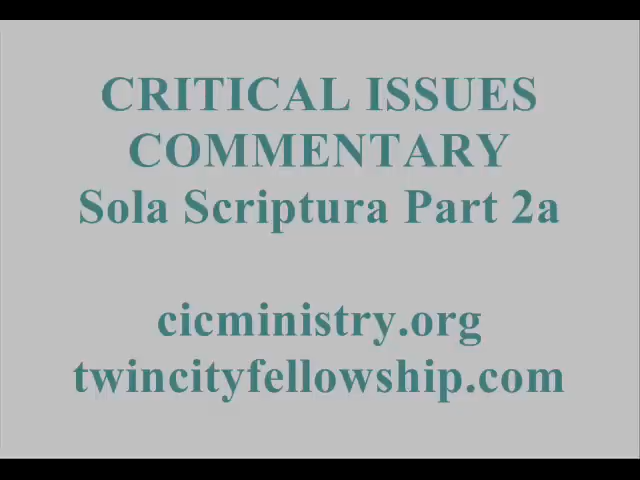 CRITICAL ISSUES
COMMENTARY
Sola Scriptura Part 2a
cicministry.org
twincityfellowship.com